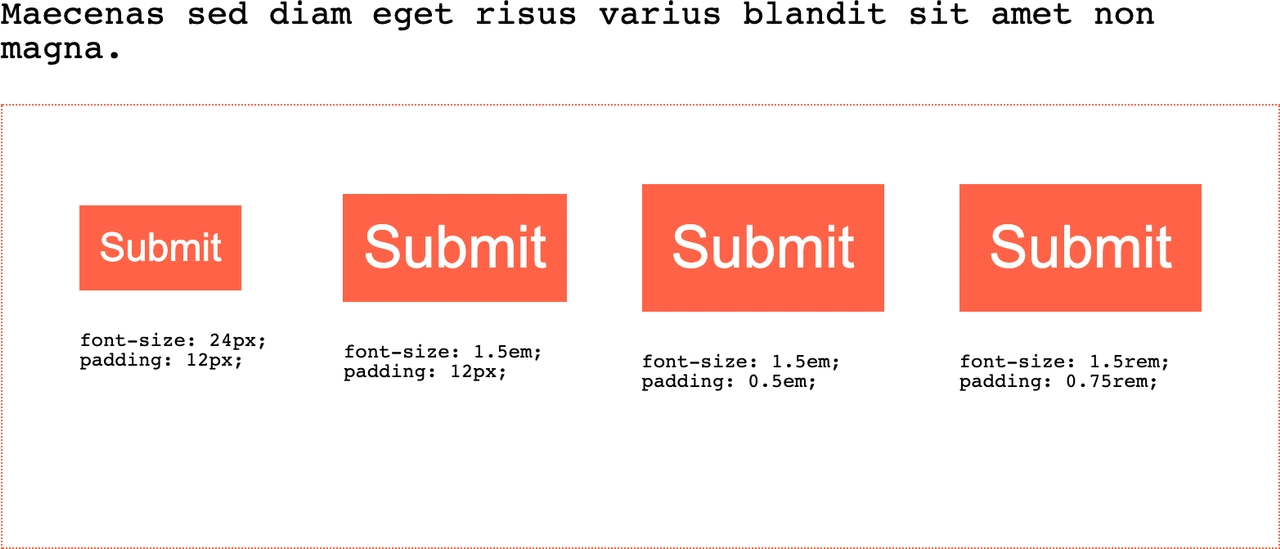 Maecenas sed diam eget risus varius blandit sit amet non
magna.
Submit
Submit
Submit
Submit
font-size: 24px;
padding: 12px;
font-size: 1.5em;
padding: 12px;
font-size: 1.5em;
padding: 0.5em;
font-size: 1.5rem;
padding: 0.75rem;